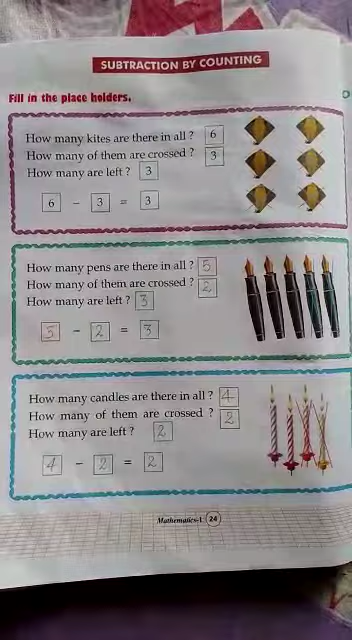 SUBTRACTION BY COUNTING
Fill in the place holders.
How many kites are there in all ? 6
How many of them are crossed ? 3
How many are left ? 3
6 - 3 = 3
How many pens are there in all ? 5
How many of them are crossed ? 2
How many are left ? 3
5 - 2 = 3
How many candles are there in all ? 4
How many of them are crossed ? 2
How many are left ? 2
4 - 2 = 2
Mathematics-1 24